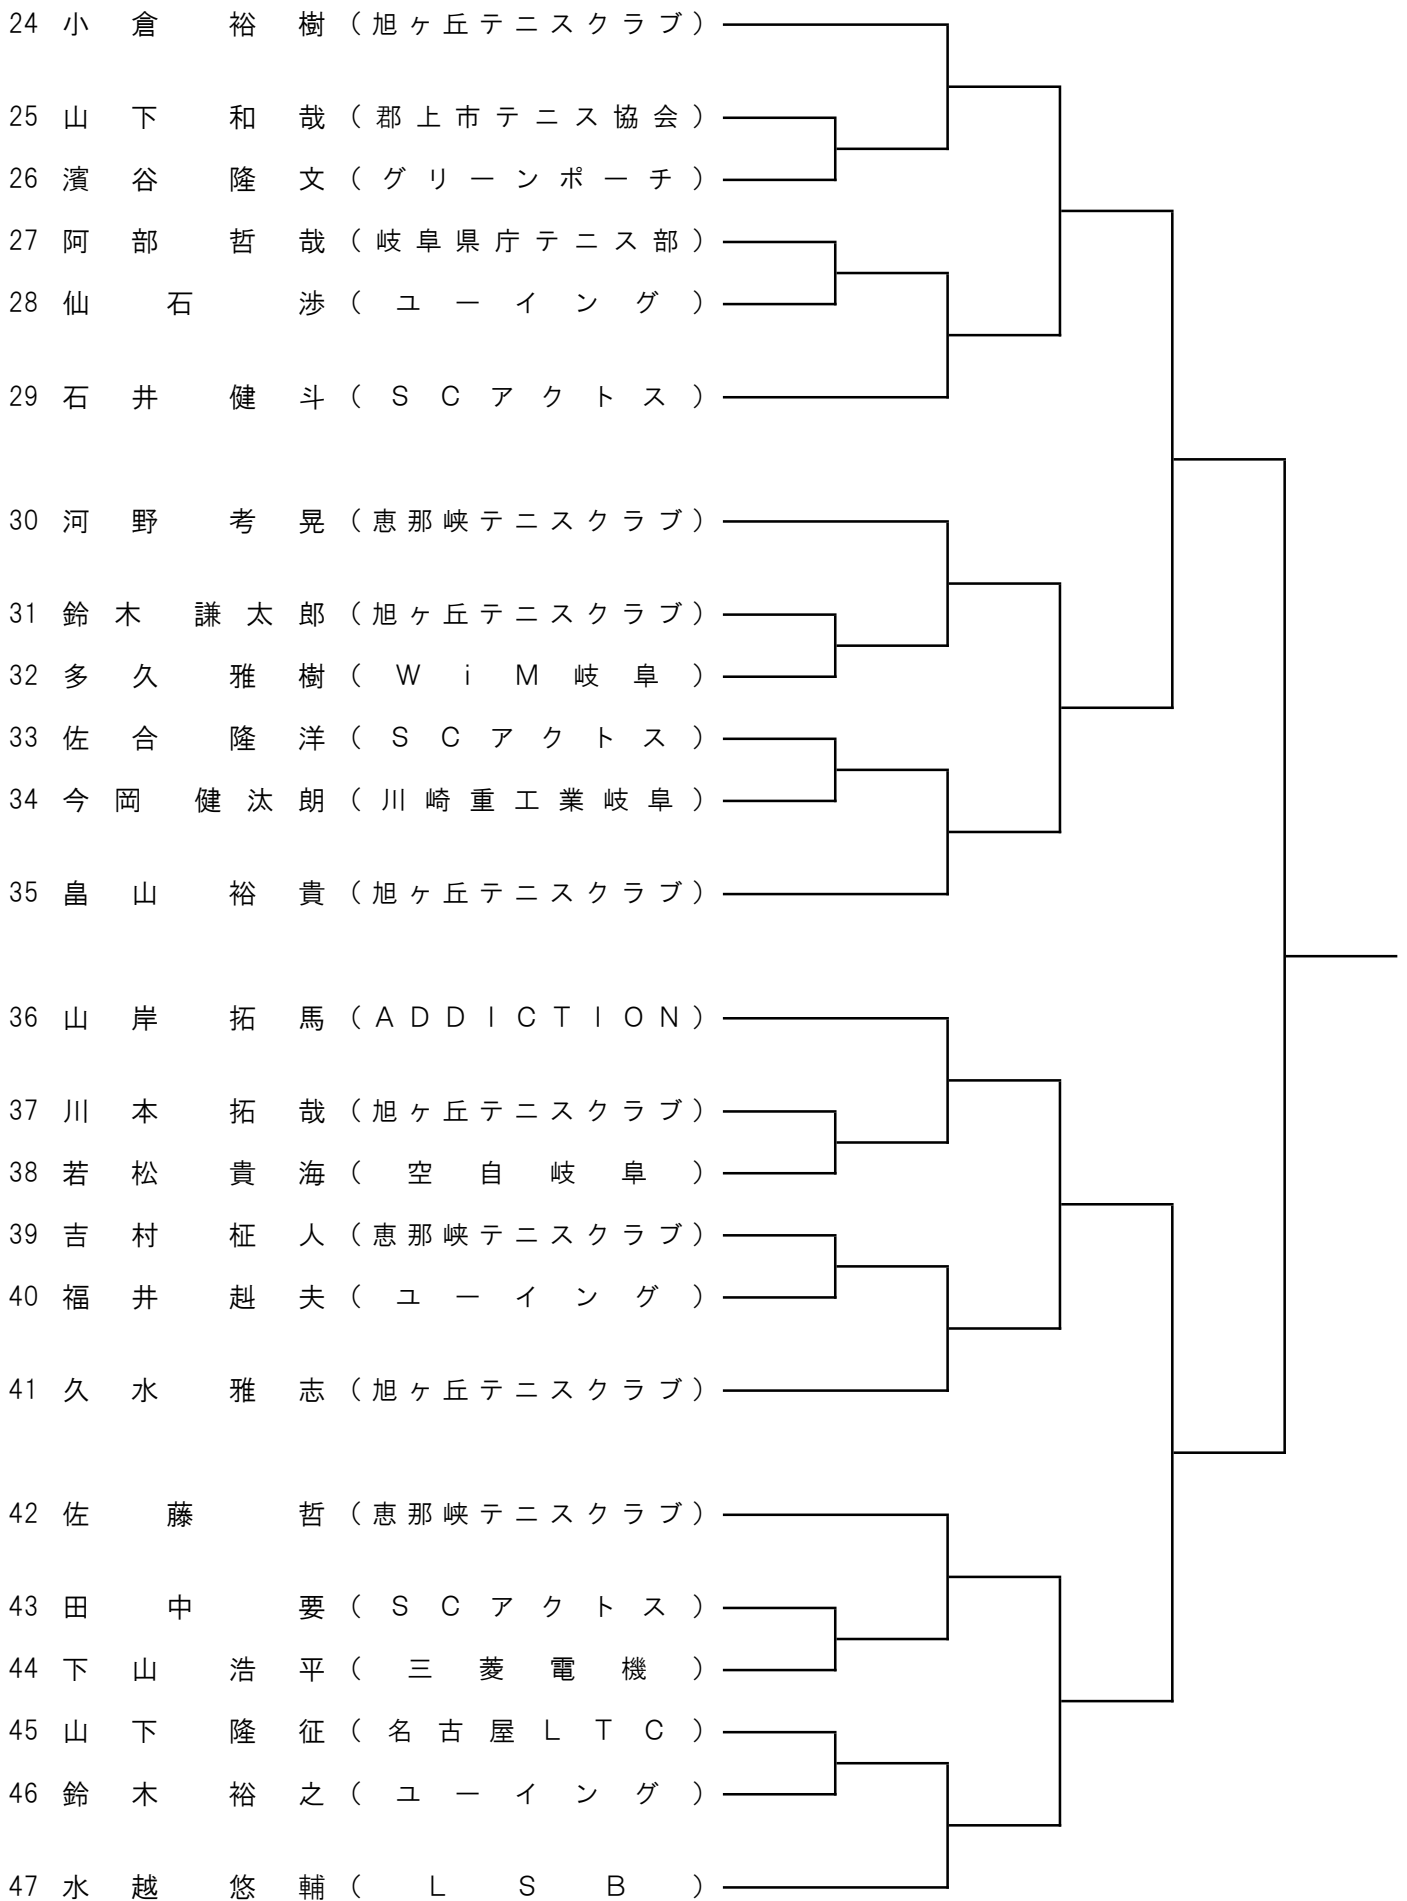 24 小倉 裕樹 (旭ヶ丘テニスクラブ)
25 山下 和哉 (郡上市テニス協会)
26 濱谷 隆文 (グリーンポーチ)
27 阿部 哲哉 (岐阜県庁テニス部)
28 仙石 渉 (ユーイング)
29 石井 健斗 (SCアクトス)
30 河野 考晃 (恵那峡テニスクラブ)
31 鈴木 謙太郎 (旭ヶ丘テニスクラブ)
32 多久 雅樹 (WiM岐阜)
33 佐合 隆洋 (SCアクトス)
34 今岡 健汰朗 (川崎重工業岐阜)
35 畠山 裕貴 (旭ヶ丘テニスクラブ)
36 山岸 拓馬 (ADDICTION)
37 川本 拓哉 (旭ヶ丘テニスクラブ)
38 若松 貴海 (空自岐阜)
39 吉村 柾人 (恵那峡テニスクラブ)
40 福井 赳夫 (ユーイング)
41 久水 雅志 (旭ヶ丘テニスクラブ)
42 佐藤 哲 (恵那峡テニスクラブ)
43 田中 要 (SCアクトス)
44 下山 浩平 (三菱電機)
45 山下 隆征 (名古屋LTC)
46 鈴木 裕之 (ユーイング)
47 水越 悠輔 (LSB)